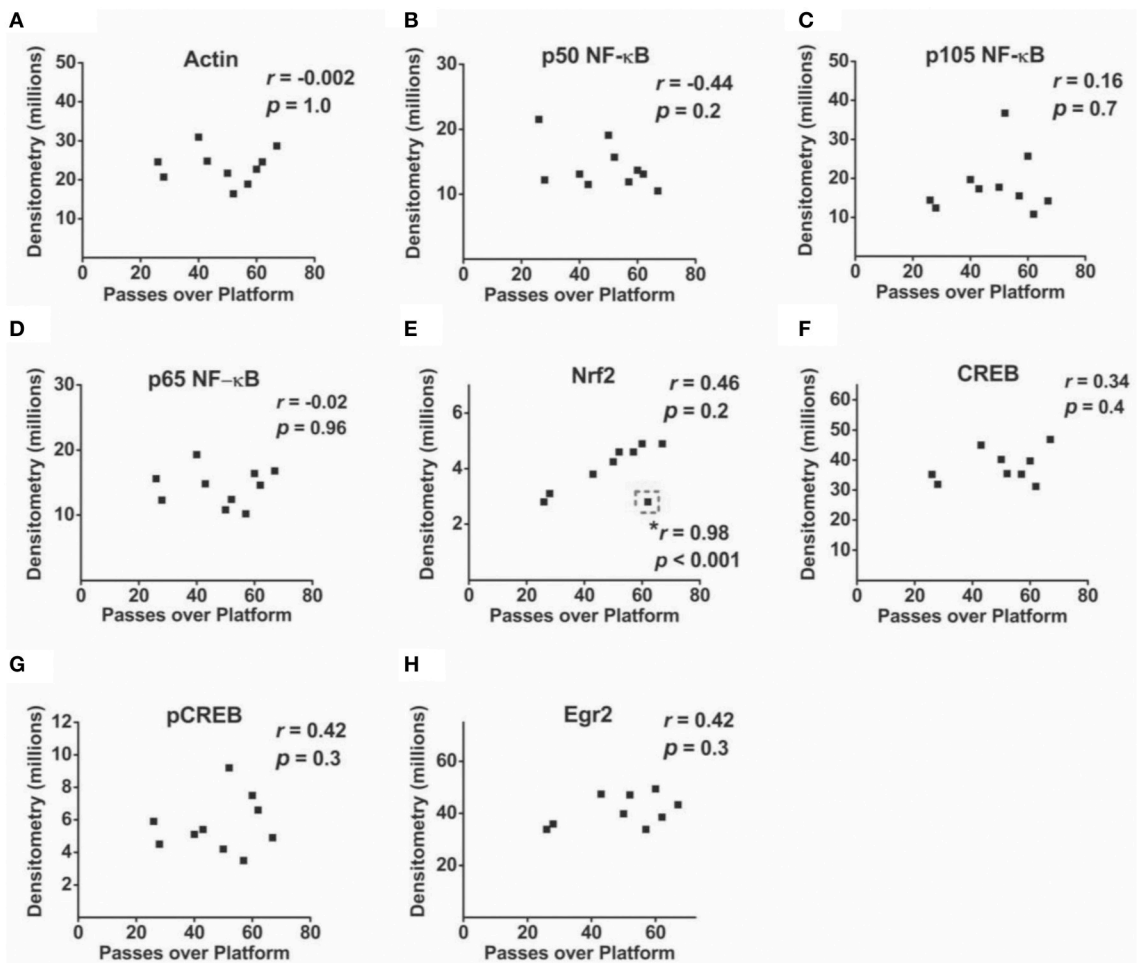 A
Actin
r = -0.002
p = 1.0
Densitometry (millions)
50
40
30
20
10
0 20 40 60 80
Passes over Platform
B
p50 NF-κB
r = -0.44
p = 0.2
Densitometry (millions)
30
20
10
0 20 40 60 80
Passes over Platform
C
p105 NF-κB
r = 0.16
p = 0.7
Densitometry (millions)
50
40
30
20
10
0 20 40 60 80
Passes over Platform
D
p65 NF–κB
r = -0.02
p = 0.96
Densitometry (millions)
30
20
10
0 20 40 60 80
Passes over Platform
E
Nrf2
r = 0.46
p = 0.2
Densitometry (millions)
6
4
2
*r = 0.98
p < 0.001
0 20 40 60 80
Passes over Platform
F
CREB
r = 0.34
p = 0.4
Densitometry (millions)
60
50
40
30
20
10
0 20 40 60 80
Passes over Platform
G
pCREB
r = 0.42
p = 0.3
Densitometry (millions)
12
10
8
6
4
2
0 20 40 60 80
Passes over Platform
H
Egr2
r = 0.42
p = 0.3
Densitometry (millions)
60
40
20
0 20 40 60
Passes over Platform